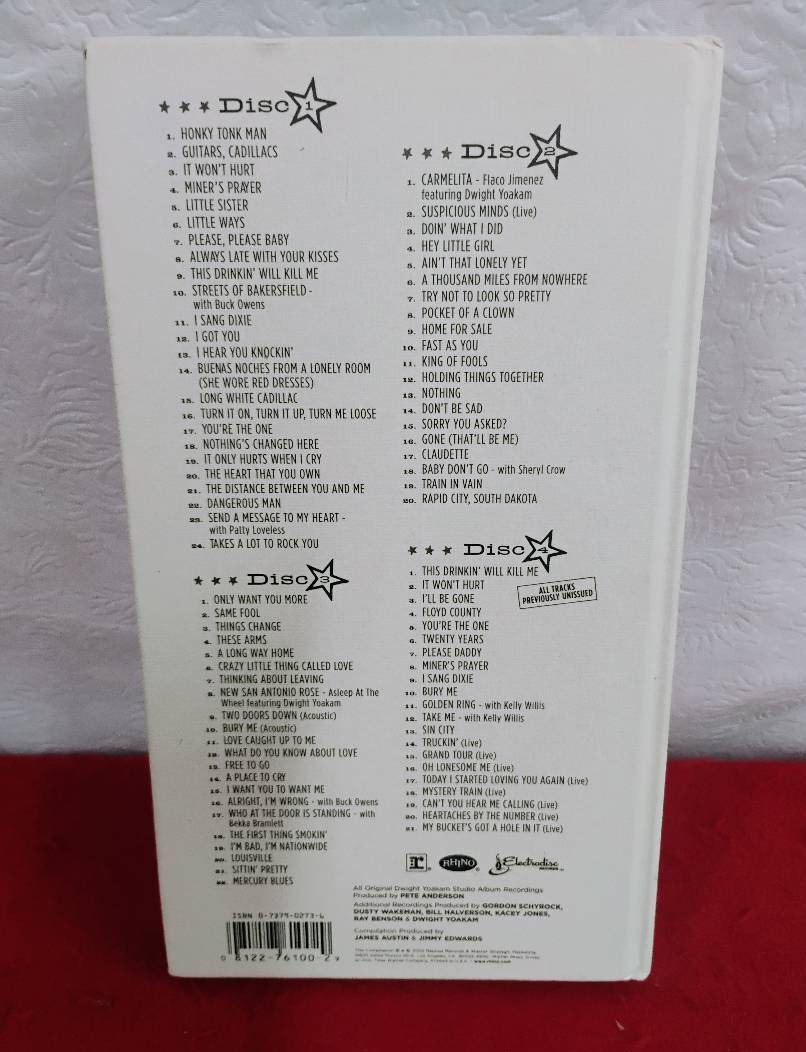 ★ ★ ★ Disc 1
1. HONKY TONK MAN
2. GUITARS, CADILLACS
3. IT WON'T HURT
4. MINER'S PRAYER
5. LITTLE SISTER
6. LITTLE WAYS
7. PLEASE, PLEASE BABY
8. ALWAYS LATE WITH YOUR KISSES
9. THIS DRINKIN' WILL KILL ME
10. STREETS OF BAKERSFIELD -
with Buck Owens
11. I SANG DIXIE
12. I GOT YOU
13. I HEAR YOU KNOCKIN'
14. BUENAS NOCHES FROM A LONELY ROOM
(SHE WORE RED DRESSES)
15. LONG WHITE CADILLAC
16. TURN IT ON, TURN IT UP, TURN ME LOOSE
17. YOU'RE THE ONE
18. NOTHING'S CHANGED HERE
19. IT ONLY HURTS WHEN I CRY
20. THE HEART THAT YOU OWN
21. THE DISTANCE BETWEEN YOU AND ME
22. DANGEROUS MAN
23. SEND A MESSAGE TO MY HEART -
with Patty Loveless
24. TAKES A LOT TO ROCK YOU
★ ★ ★ Disc 2
1. CARMELITA - Flaco Jimenez
featuring Dwight Yoakam
2. SUSPICIOUS MINDS (Live)
3. DOIN' WHAT I DID
4. HEY LITTLE GIRL
5. AIN'T THAT LONELY YET
6. A THOUSAND MILES FROM NOWHERE
7. TRY NOT TO LOOK SO PRETTY
8. POCKET OF A CLOWN
9. HOME FOR SALE
10. FAST AS YOU
11. KING OF FOOLS
12. HOLDING THINGS TOGETHER
13. NOTHING
14. DON'T BE SAD
15. SORRY YOU ASKED?
16. GONE (THAT'LL BE ME)
17. CLAUDETTE
18. BABY DON'T GO - with Sheryl Crow
19. TRAIN IN VAIN
20. RAPID CITY, SOUTH DAKOTA
★ ★ ★ Disc 3
1. ONLY WANT YOU MORE
2. SAME FOOL
3. THINGS CHANGE
4. THESE ARMS
5. A LONG WAY HOME
6. CRAZY LITTLE THING CALLED LOVE
7. THINKING ABOUT LEAVING
8. NEW SAN ANTONIO ROSE - Asleep At The
Wheel featuring Dwight Yoakam
9. TWO DOORS DOWN (Acoustic)
10. BURY ME (Acoustic)
11. LOVE CAUGHT UP TO ME
12. WHAT DO YOU KNOW ABOUT LOVE
13. FREE TO GO
14. A PLACE TO CRY
15. I WANT YOU TO WANT ME
16. ALRIGHT, I'M WRONG - with Buck Owens
17. WHO AT THE DOOR IS STANDING - with
Bekka Bramlett
18. THE FIRST THING SMOKIN'
19. I'M BAD, I'M NATIONWIDE
20. LOUISVILLE
21. SITTIN' PRETTY
22. MERCURY BLUES
★ ★ ★ Disc 4
1. THIS DRINKIN' WILL KILL ME
2. IT WON'T HURT
3. I'LL BE GONE
4. FLOYD COUNTY
5. YOU'RE THE ONE
6. TWENTY YEARS
7. PLEASE DADDY
8. MINER'S PRAYER
9. I SANG DIXIE
10. BURY ME
11. GOLDEN RING - with Kelly Willis
12. TAKE ME - with Kelly Willis
13. SIN CITY
14. TRUCKIN' (Live)
15. GRAND TOUR (Live)
16. OH LONESOME ME (Live)
17. TODAY I STARTED LOVING YOU AGAIN (Live)
18. MYSTERY TRAIN (Live)
19. CAN'T YOU HEAR ME CALLING (Live)
20. HEARTACHES BY THE NUMBER (Live)
21. MY BUCKET'S GOT A HOLE IN IT (Live)
ALL TRACKS
PREVIOUSLY UNISSUED
r RHINO Electrodisc
All Original Dwight Yoakam Studio Album Recordings
Produced by PETE ANDERSON
Additional Recordings Produced by GORDON SCHYROCK,
DUSTY WAKEMAN, BILL HALVERSON, KACEY JONES,
RAY BENSON & DWIGHT YOAKAM
Compilation Produced by
JAMES AUSTIN & JIMMY EDWARDS
ISBN 0-7379-0273-6
0 81122-76100-2 9